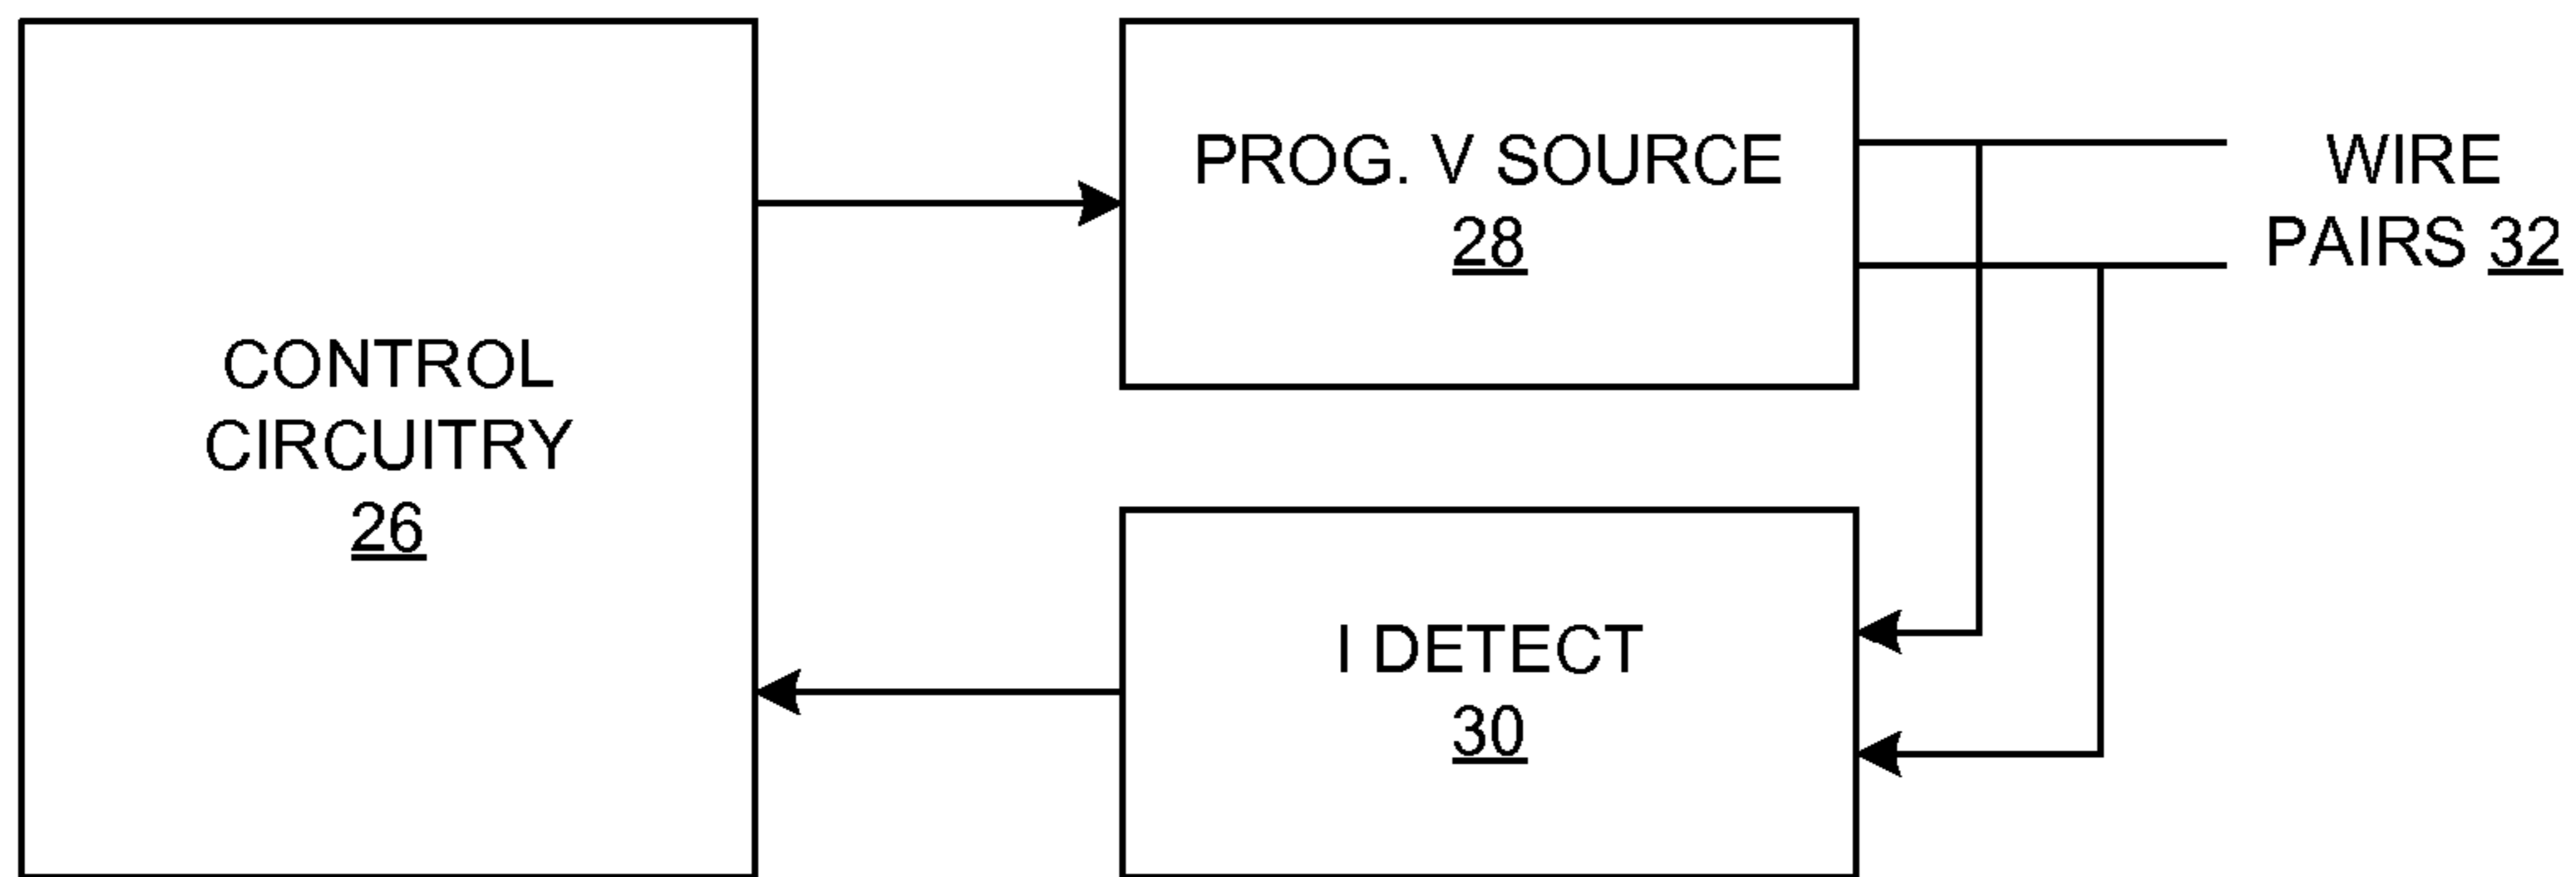 CONTROL
CIRCUITRY
26
PROG. V SOURCE
28
I DETECT
30
WIRE
PAIRS 32